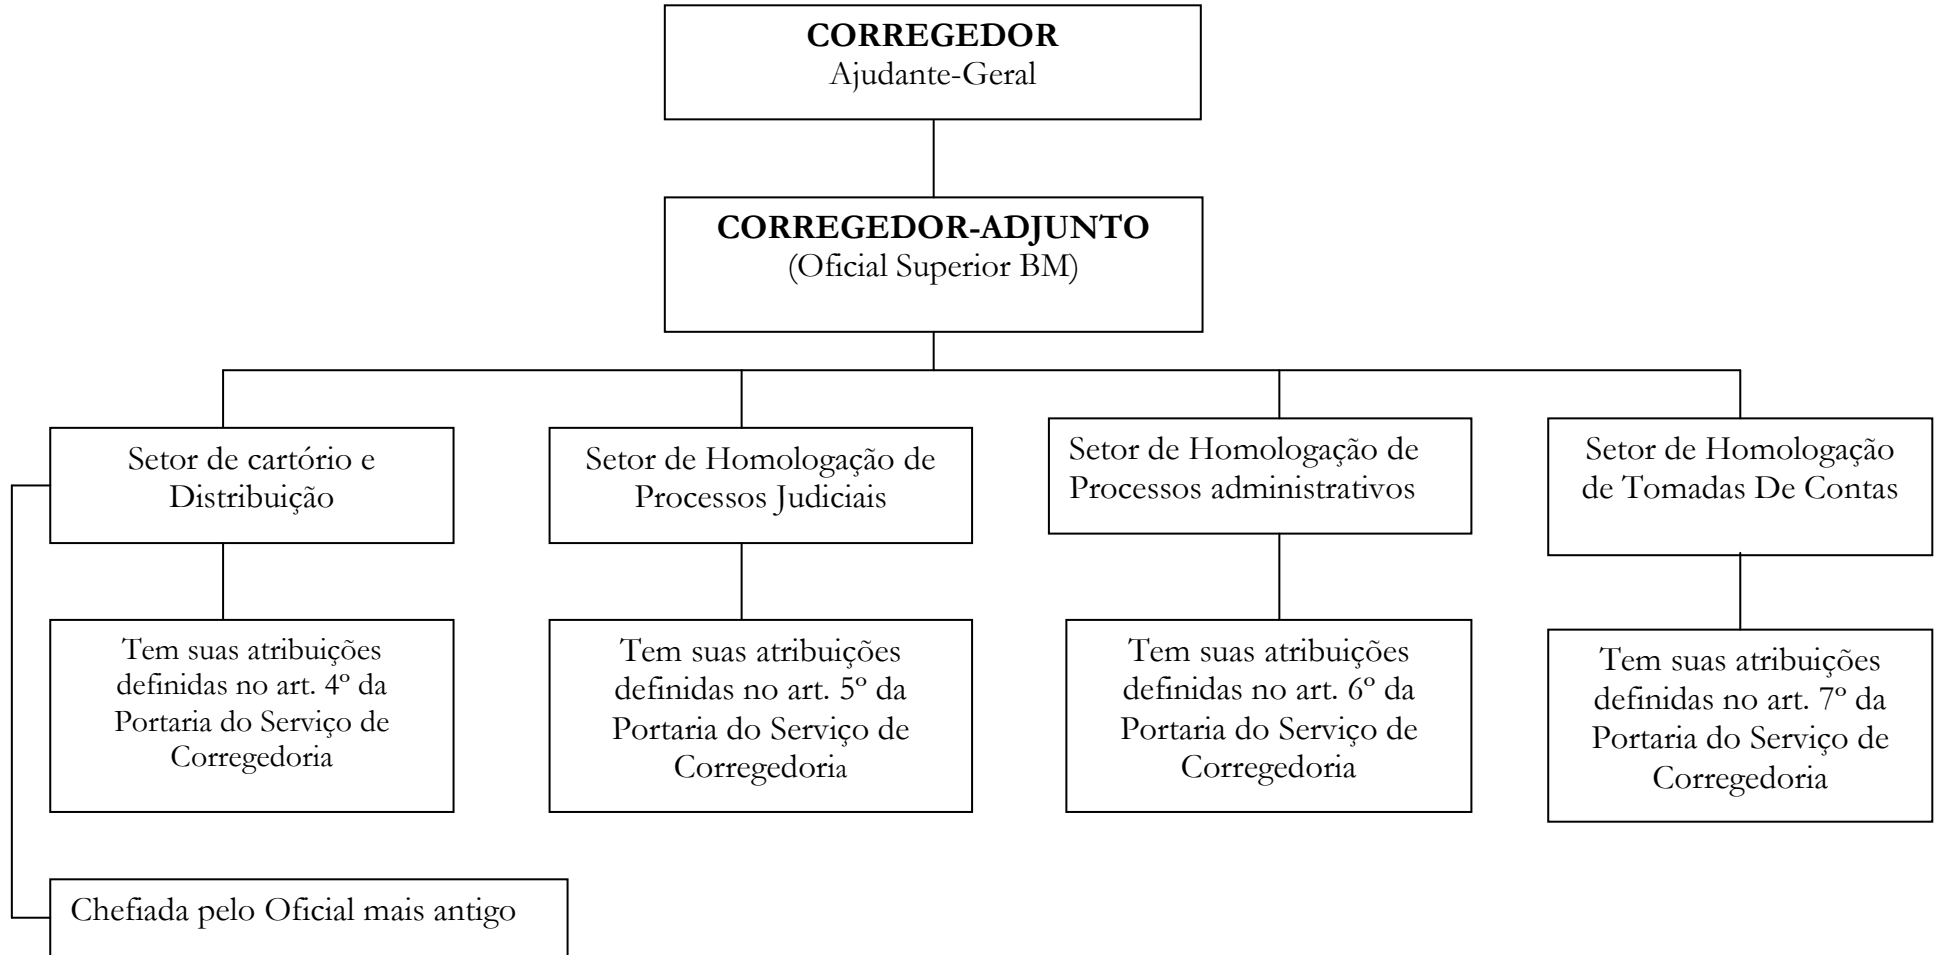 CORREGEDOR
Ajudante-Geral
CORREGEDOR-ADJUNTO
(Oficial Superior BM)
Setor de cartório e
Distribuição
Setor de Homologação de
Processos Judiciais
Setor de Homologação de
Processos administrativos
Setor de Homologação
de Tomadas De Contas
Tem suas atribuições
definidas no art. 4º da
Portaria do Serviço de
Corregedoria
Tem suas atribuições
definidas no art. 5º da
Portaria do Serviço de
Corregedoria
Tem suas atribuições
definidas no art. 6º da
Portaria do Serviço de
Corregedoria
Tem suas atribuições
definidas no art. 7º da
Portaria do Serviço de
Corregedoria
Chefiada pelo Oficial mais antigo